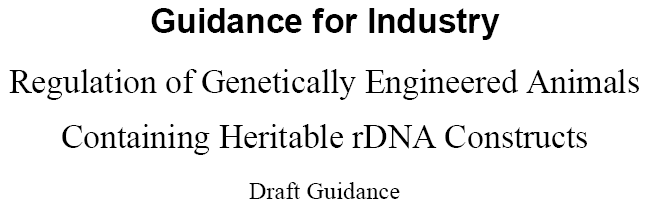 Guidance for Industry
Regulation of Genetically Engineered Animals
Containing Heritable rDNA Constructs
Draft Guidance